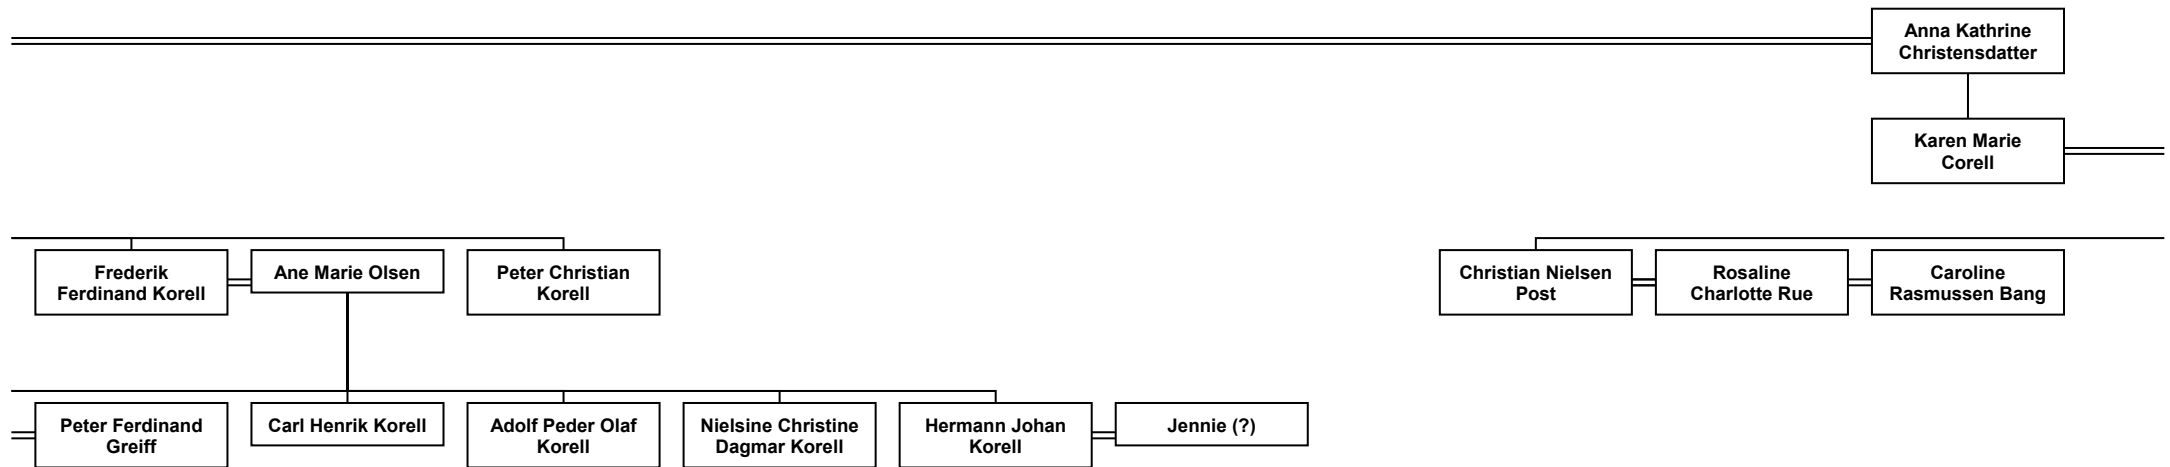 Anna Kathrine
Christensdatter
Karen Marie
Corell
Frederik
Ferdinand Korell
Ane Marie Olsen
Peter Christian
Korell
Christian Nielsen
Post
Rosaline
Charlotte Rue
Caroline
Rasmussen Bang
Peter Ferdinand
Greiff
Carl Henrik Korell
Adolf Peder Olaf
Korell
Nielsine Christine
Dagmar Korell
Hermann Johan
Korell
Jennie (?)